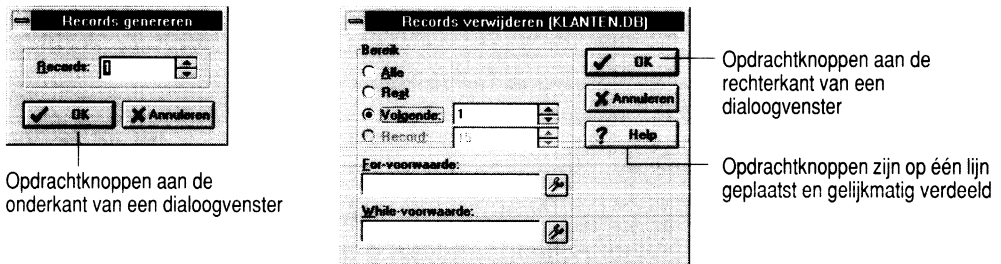 Records genereren
Records: 1
OK
Annuleren
Opdrachtknoppen aan de
onderkant van een dialoogvenster
Records verwijderen (KLANTEN.DB)
Bereik
Alle
Rest
Volgende: 1
Record: 15
For-voorwaarde:
While-voorwaarde:
OK
Annuleren
? Help
Opdrachtknoppen aan de
rechterkant van een
dialoogvenster
Opdrachtknoppen zijn op één lijn
geplaatst en gelijkmatig verdeeld